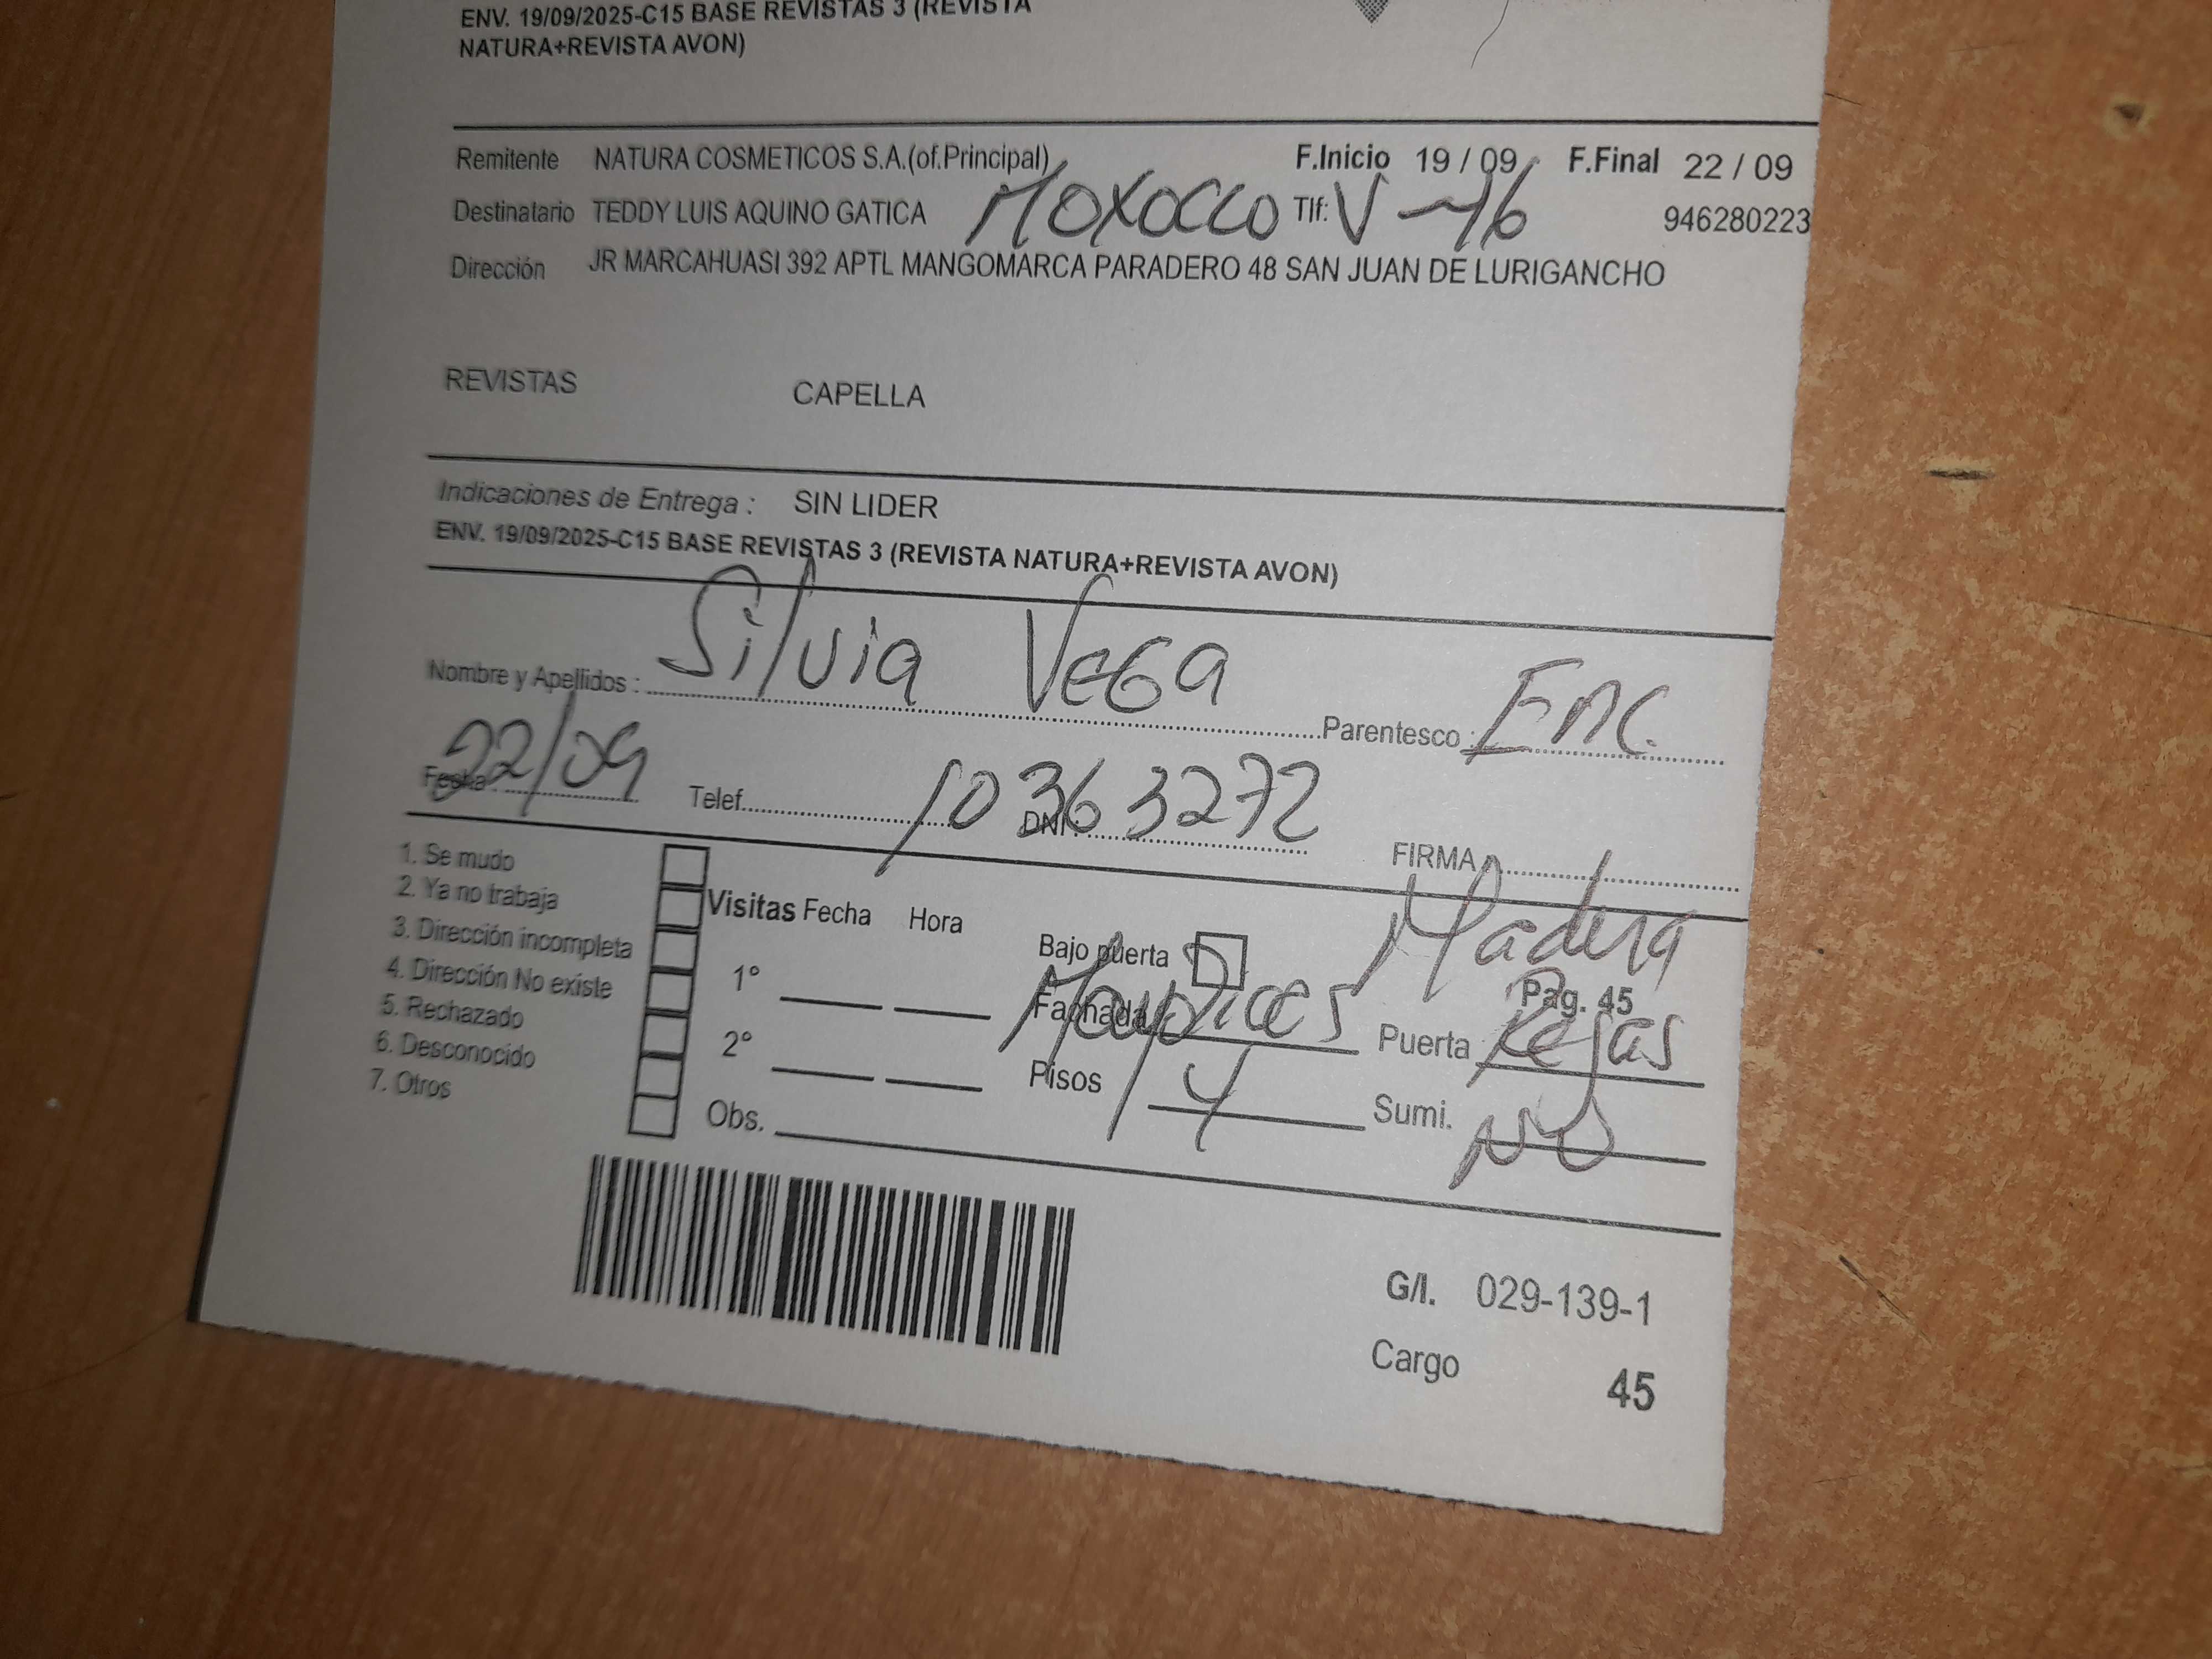 ENV. 19/09/2025-C15 BASE REVISTAS 3 (REVISTA
NATURA+REVISTA AVON)
Remitente NATURA COSMETICOS S.A.(of.Principal) F.Inicio 19 / 09 F.Final 22 / 09
Destinatario TEDDY LUIS AQUINO GATICA Moxocco Tlf: V-16 946280223
Dirección JR MARCAHUASI 392 APTL MANGOMARCA PARADERO 48 SAN JUAN DE LURIGANCHO
REVISTAS CAPELLA
Indicaciones de Entrega : SIN LIDER
ENV. 19/09/2025-C15 BASE REVISTAS 3 (REVISTA NATURA+REVISTA AVON)
Nombre y Apellidos : Silvia Vega Parentesco : Enc.
Fecha : 22/09 Telef. DNI: 10363272 FIRMA
1. Se mudo
2. Ya no trabaja
3. Dirección incompleta
4. Dirección No existe
5. Rechazado
6. Desconocido
7. Otros
Visitas Fecha Hora
1°
2°
Obs.
Bajo puerta
Fachada Mayolices Puerta Madera
Pag. 45
Rejas
Pisos 4 Sumi. NO
G/I. 029-139-1
Cargo 45